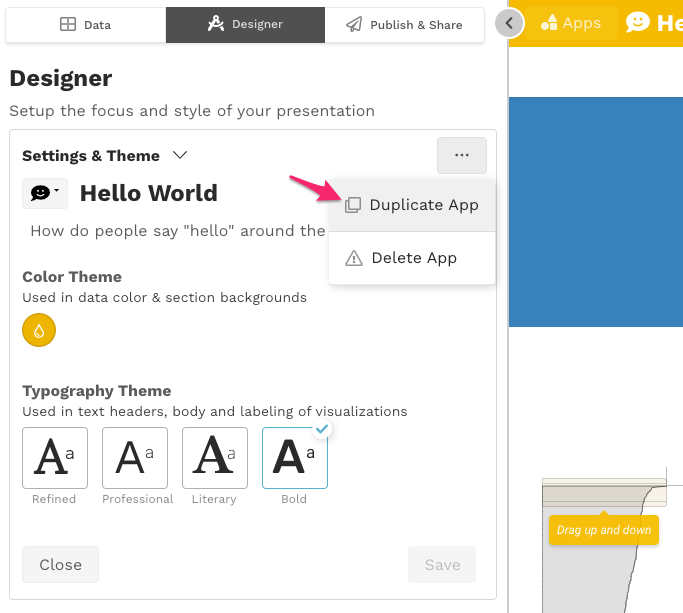 Data
Designer
Publish & Share
Apps
He
Designer
Setup the focus and style of your presentation
Settings & Theme
...
Duplicate App
Hello World
How do people say "hello" around the
Delete App
Color Theme
Used in data color & section backgrounds
Typography Theme
Used in text headers, body and labeling of visualizations
Aa
Aa
Aa
Aa
Refined
Professional
Literary
Bold
Drag up and down
Close
Save